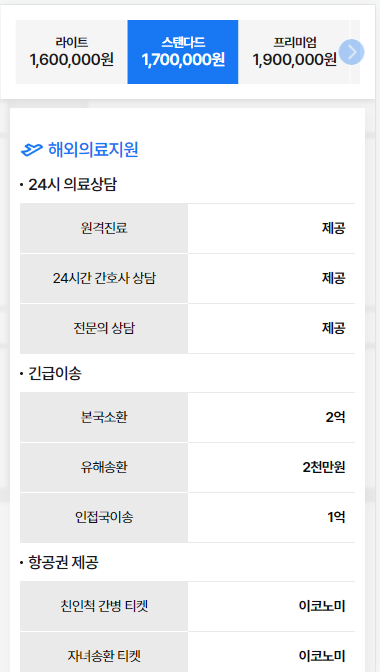 라이트
1,600,000원
스탠다드
1,700,000원
프리미엄
1,900,000원
해외의료지원
· 24시 의료상담
원격진료 제공
24시간 간호사 상담 제공
전문의 상담 제공
· 긴급이송
본국소환 2억
유해송환 2천만원
인접국이송 1억
· 항공권 제공
친인척 간병 티켓 이코노미
자녀송환 티켓 이코노미